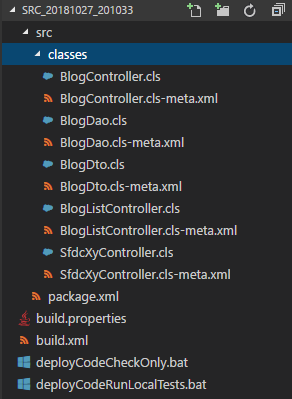 SRC_20181027_201033
src
classes
BlogController.cls
BlogController.cls-meta.xml
BlogDao.cls
BlogDao.cls-meta.xml
BlogDto.cls
BlogDto.cls-meta.xml
BlogListController.cls
BlogListController.cls-meta.xml
SfdcXyController.cls
SfdcXyController.cls-meta.xml
package.xml
build.properties
build.xml
deployCodeCheckOnly.bat
deployCodeRunLocalTests.bat